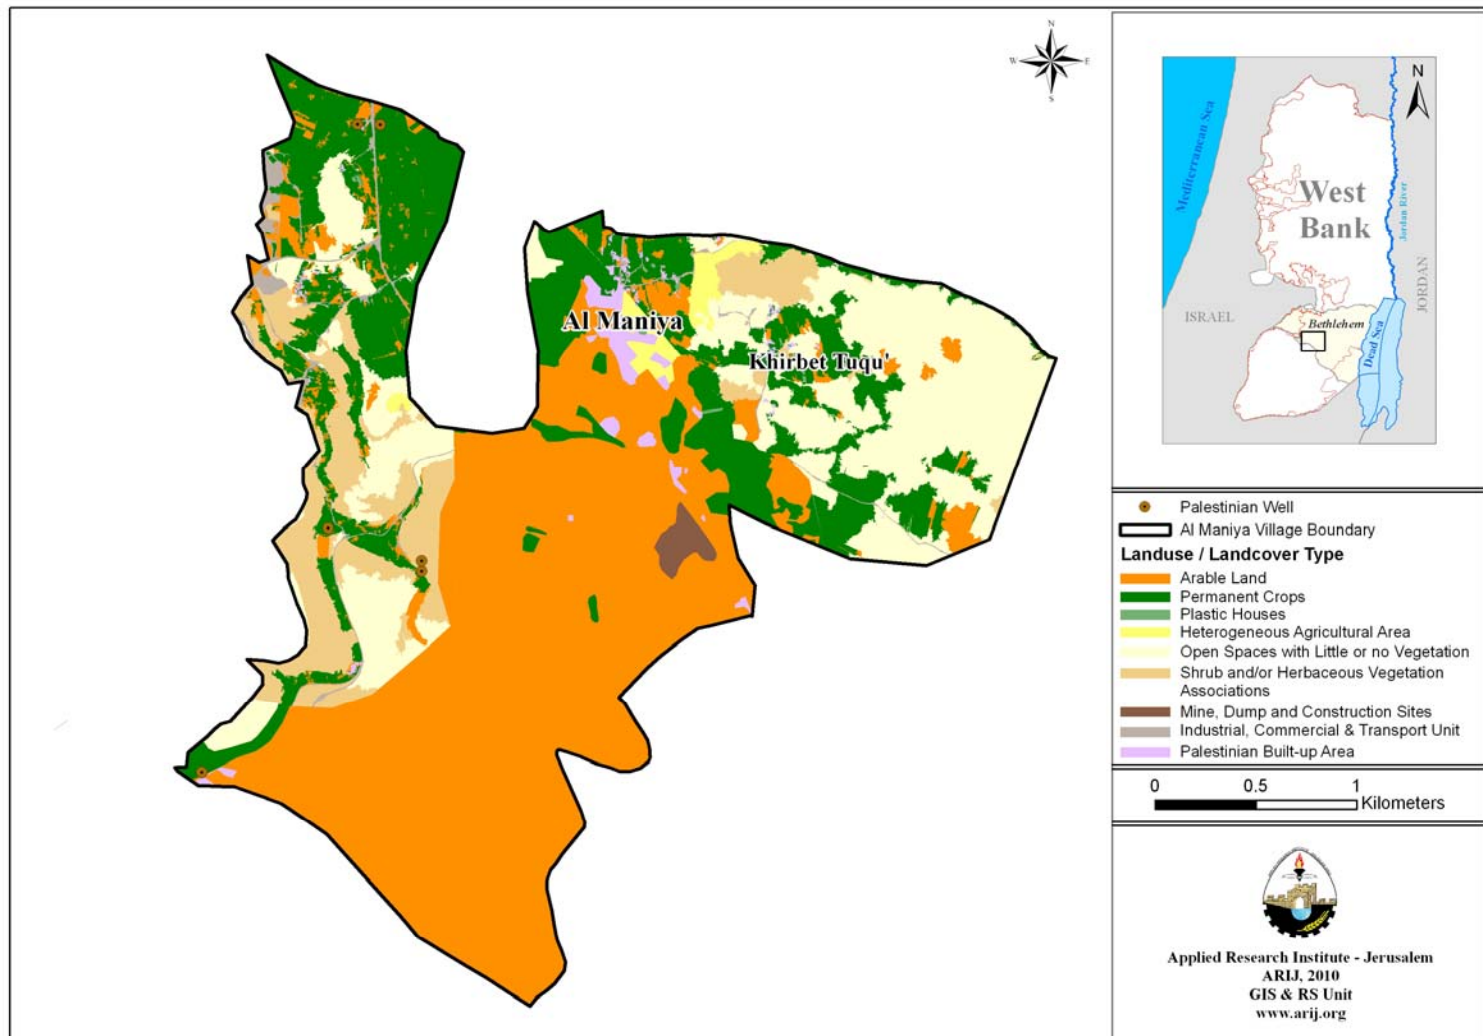 N
W
E
S
Al Maniya
Khirbet Tuqu'
N
Mediterranean Sea
West
Bank
Jordan River
JORDAN
ISRAEL
Bethlehem
Dead Sea
Palestinian Well
Al Maniya Village Boundary
Landuse / Landcover Type
Arable Land
Permanent Crops
Plastic Houses
Heterogeneous Agricultural Area
Open Spaces with Little or no Vegetation
Shrub and/or Herbaceous Vegetation
Associations
Mine, Dump and Construction Sites
Industrial, Commercial & Transport Unit
Palestinian Built-up Area
0 0.5 1
Kilometers
Applied Research Institute - Jerusalem
ARIJ, 2010
GIS & RS Unit
www.arij.org